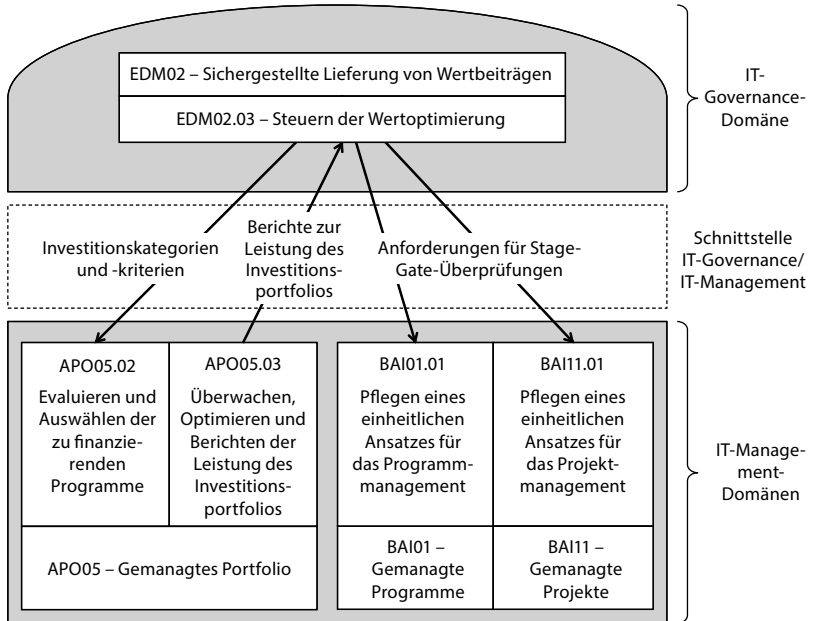 EDM02 – Sichergestellte Lieferung von Wertbeiträgen
EDM02.03 – Steuern der Wertoptimierung
IT-
Governance-
Domäne
Investitionskategorien
und -kriterien
Berichte zur
Leistung des
Investitions-
portfolios
Anforderungen für Stage-
Gate-Überprüfungen
Schnittstelle
IT-Governance/
IT-Management
APO05.02
Evaluieren und
Auswählen der
zu finanzie-
renden
Programme
APO05.03
Überwachen,
Optimieren und
Berichten der
Leistung des
Investitions-
portfolios
APO05 – Gemanagtes Portfolio
BAI01.01
Pflegen eines
einheitlichen
Ansatzes für
das Programm-
management
BAI01 –
Gemanagte
Programme
BAI11.01
Pflegen eines
einheitlichen
Ansatzes für
das Projekt-
management
BAI11 –
Gemanagte
Projekte
IT-Manage-
ment-
Domänen